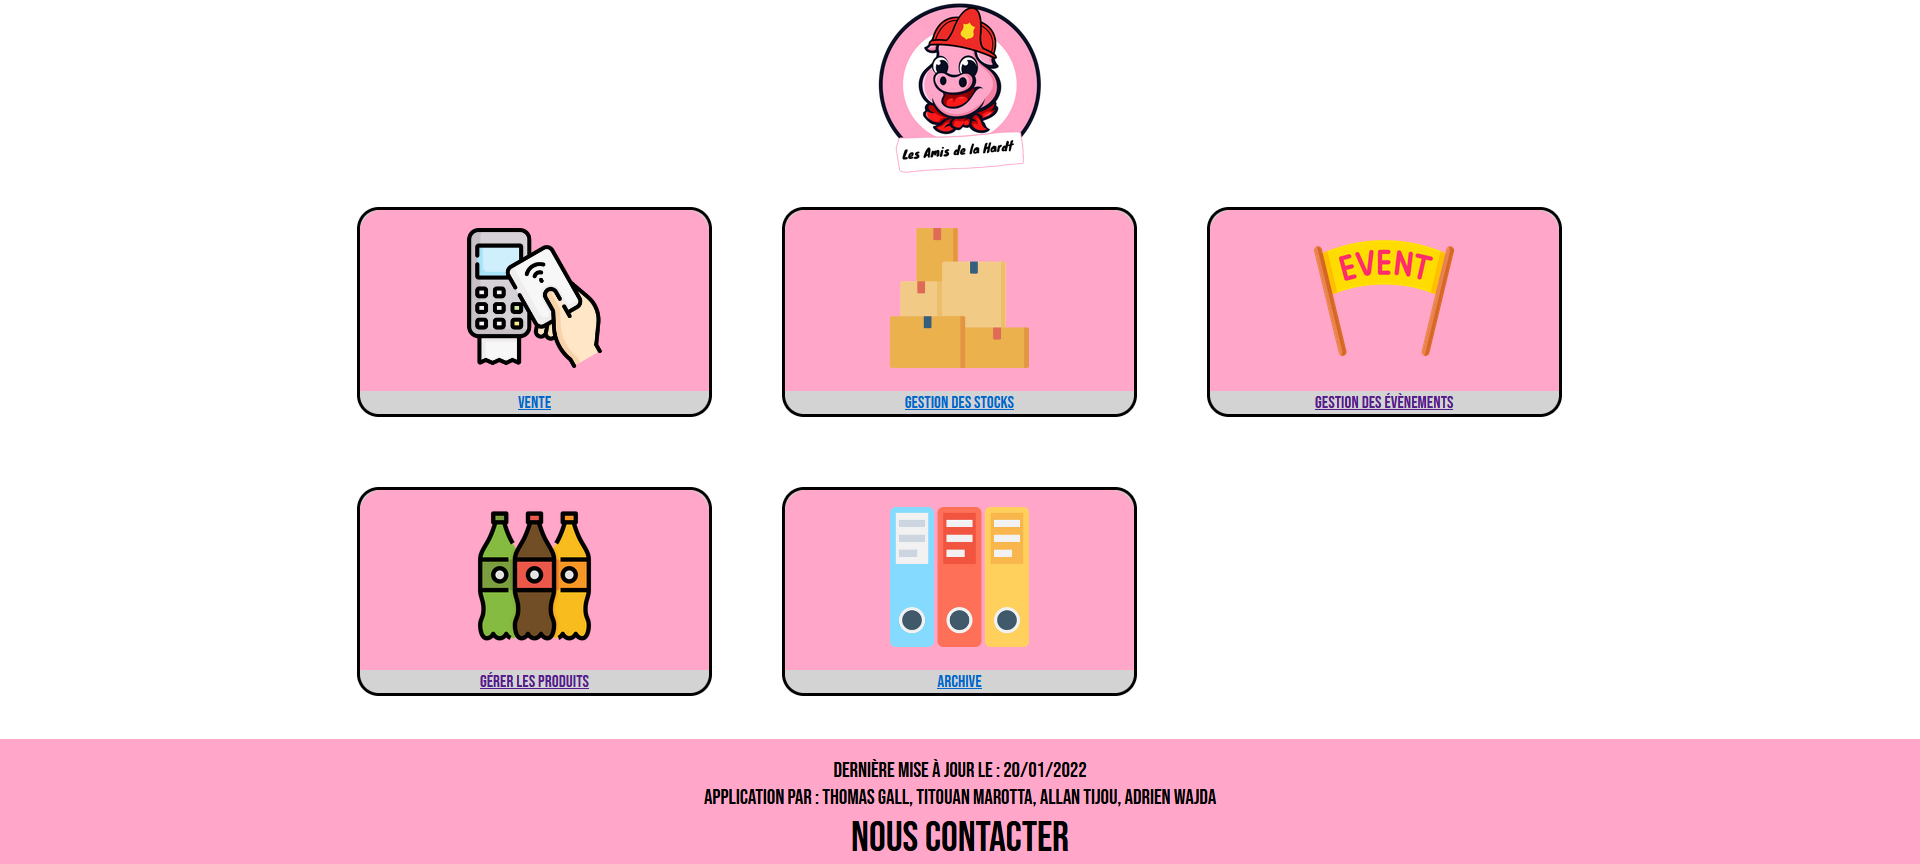 Les Amis de la Hardt
EVENT
VENTE
GESTION DES STOCKS
GESTION DES ÉVÈNEMENTS
GÉRER LES PRODUITS
ARCHIVE
DERNIÈRE MISE À JOUR LE : 20/01/2022
APPLICATION PAR : THOMAS GALL, TITOUAN MAROTTA, ALLAN TIJOU, ADRIEN WAJDA
NOUS CONTACTER